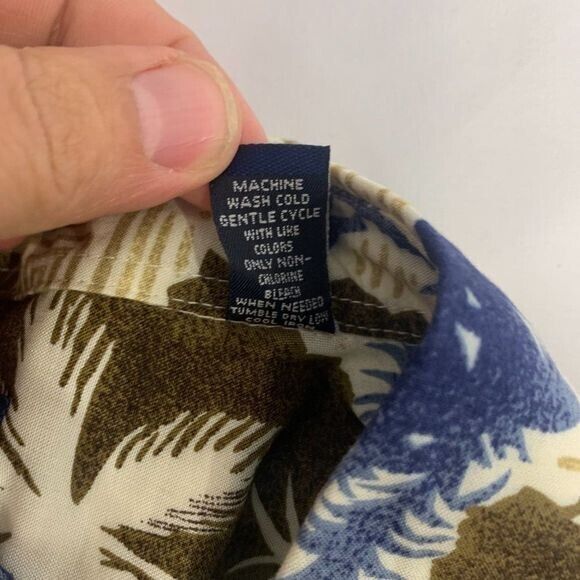 MACHINE
WASH COLD
GENTLE CYCLE
WITH LIKE
COLORS
ONLY NON-
CHLORINE
BLEACH
WHEN NEEDED
TUMBLE DRY LOW
COOL IRON